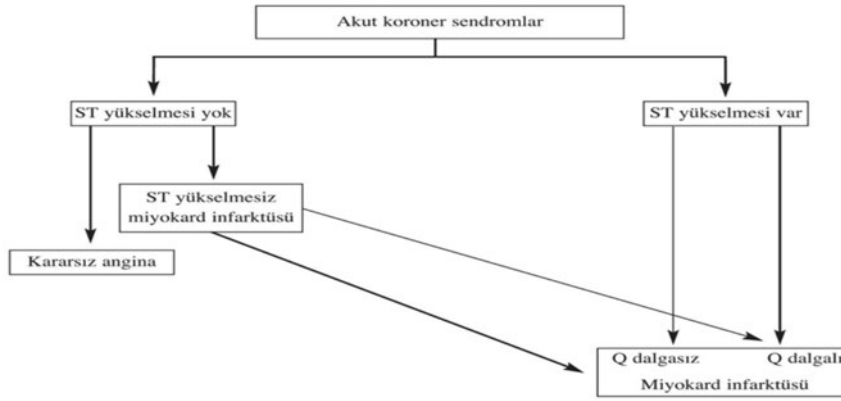 Akut koroner sendromlar
ST yükselmesi yok
ST yükselmesi var
ST yükselmesiz
miyokard infarktüsü
Kararsız angina
Q dalgasız
Q dalgalı
Miyokard infarktüsü